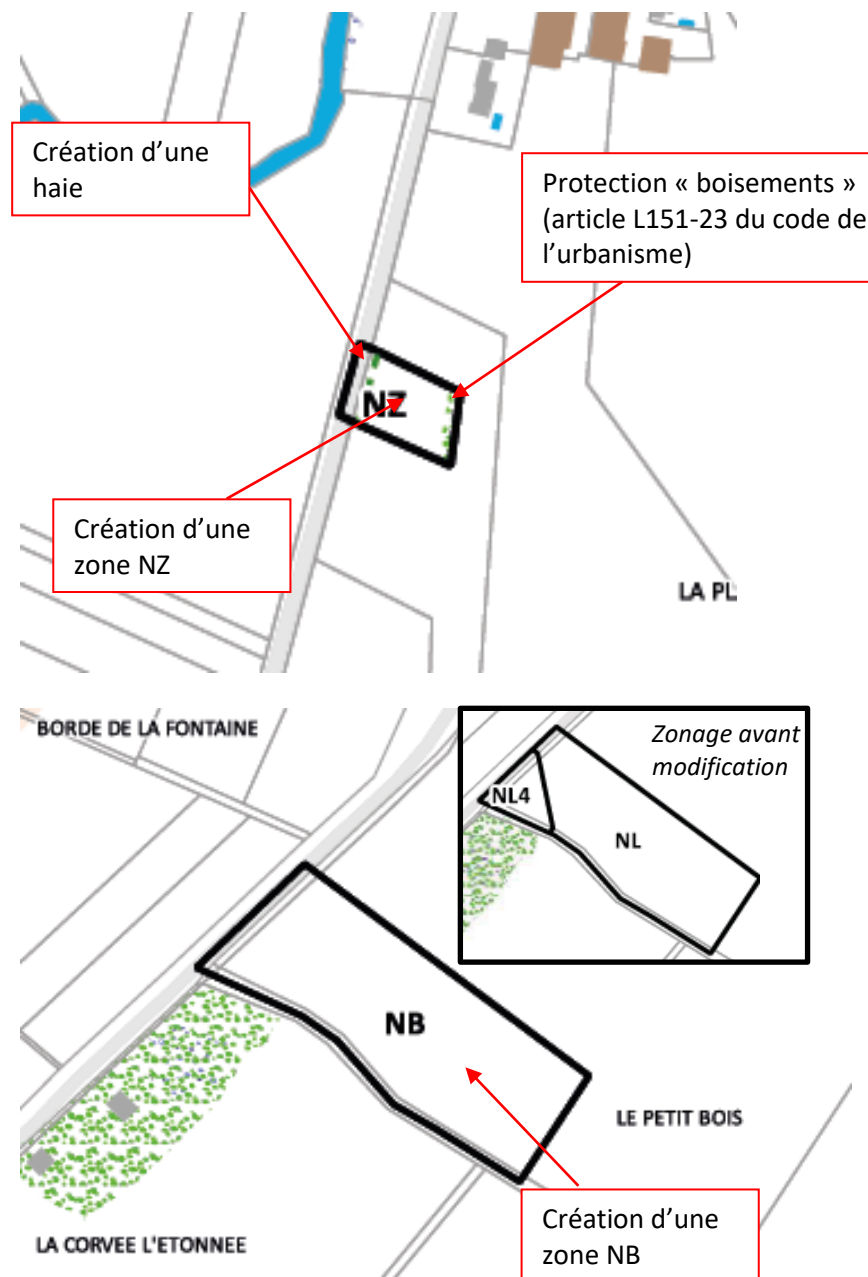 Création d'une
haie
Protection « boisements »
(article L151-23 du code de
l'urbanisme)
NZ
Création d'une
zone NZ
LA PL
BORDE DE LA FONTAINE
Zonage avant
modification
NL4
NL
NB
LE PETIT BOIS
Création d'une
zone NB
LA CORVEE L'ETONNEE